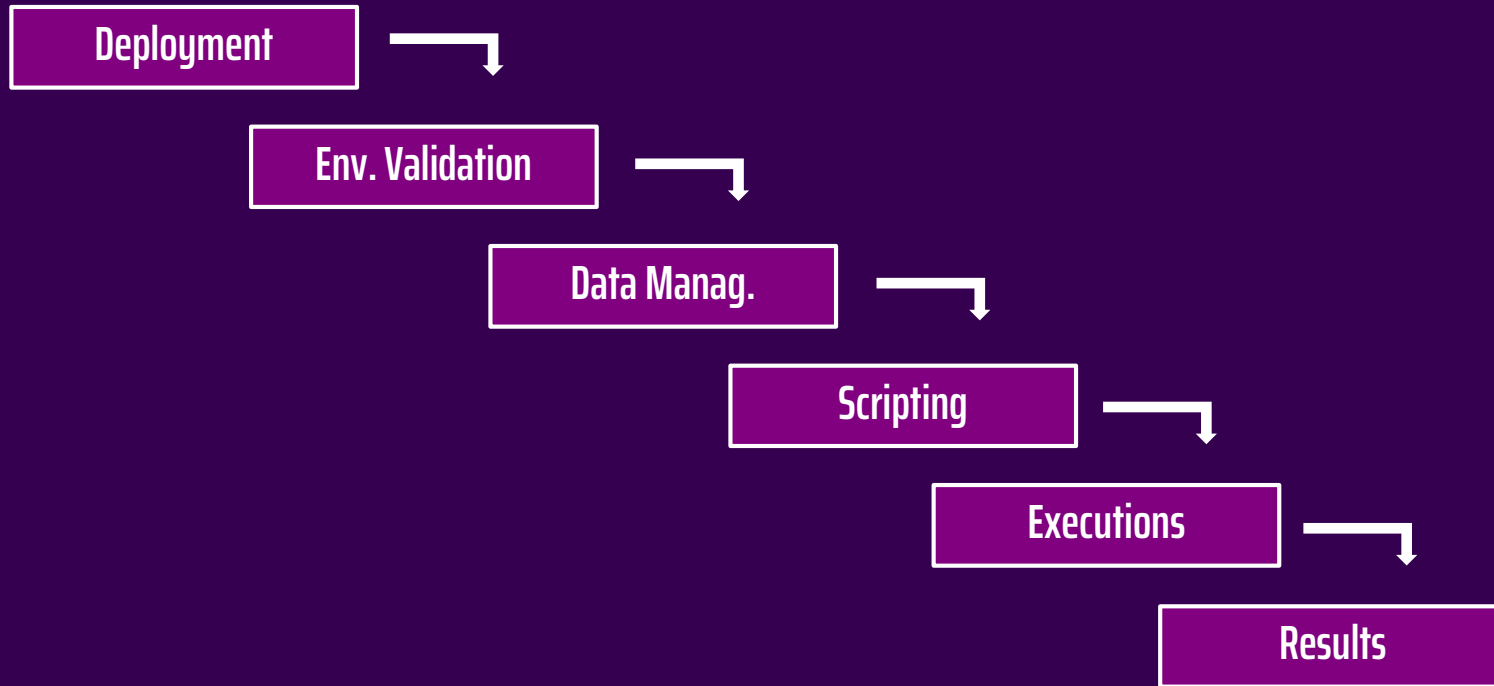 Deployment
Env. Validation
Data Manag.
Scripting
Executions
Results